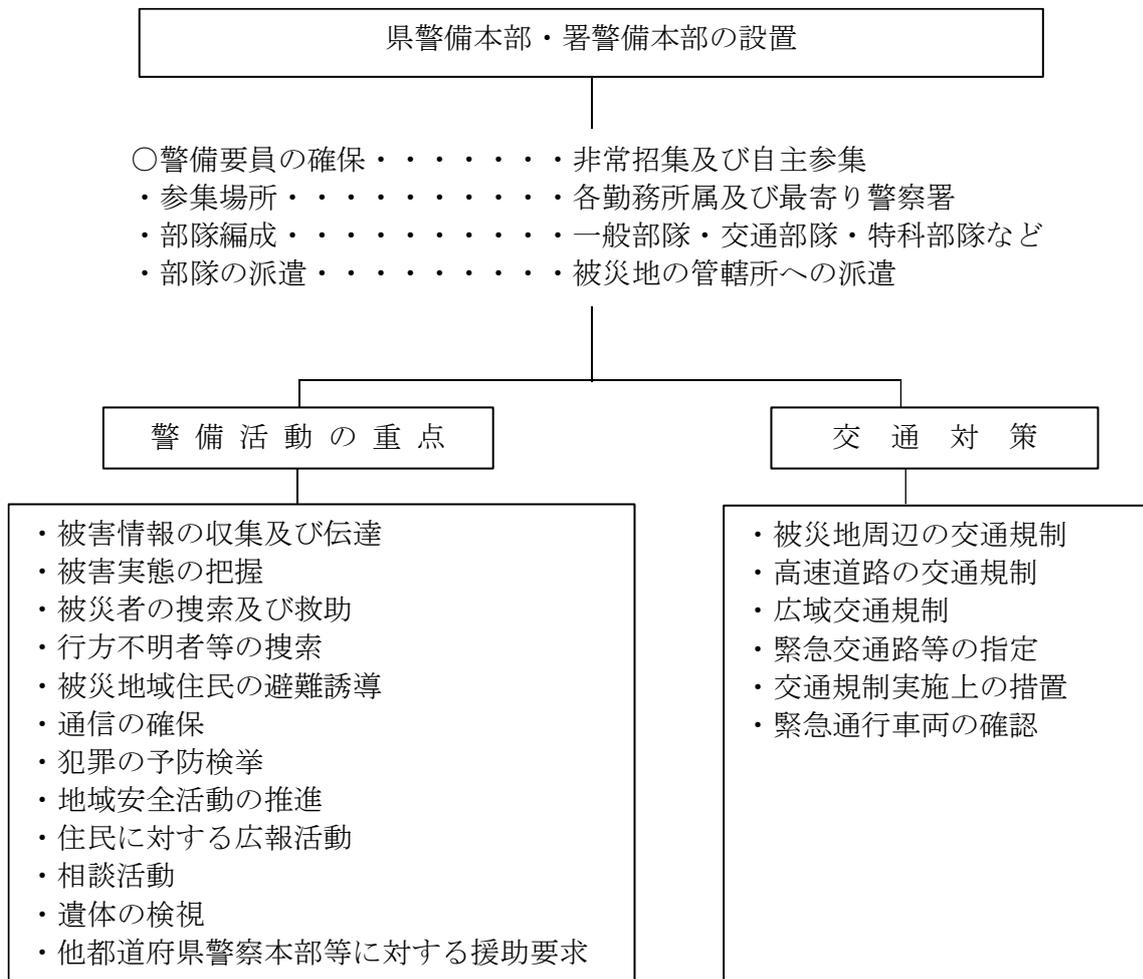 県警備本部・署警備本部の設置
〇警備要員の確保・・・・・・・非常招集及び自主参集
・参集場所・・・・・・・・・・各勤務所属及び最寄り警察署
・部隊編成・・・・・・・・・・一般部隊・交通部隊・特科部隊など
・部隊の派遣・・・・・・・・・被災地の管轄所への派遣
警備活動の重点
・被害情報の収集及び伝達
・被害実態の把握
・被災者の捜索及び救助
・行方不明者等の捜索
・被災地域住民の避難誘導
・通信の確保
・犯罪の予防検挙
・地域安全活動の推進
・住民に対する広報活動
・相談活動
・遺体の検視
・他都道府県警察本部等に対する援助要求
交通対策
・被災地周辺の交通規制
・高速道路の交通規制
・広域交通規制
・緊急交通路等の指定
・交通規制実施上の措置
・緊急通行車両の確認